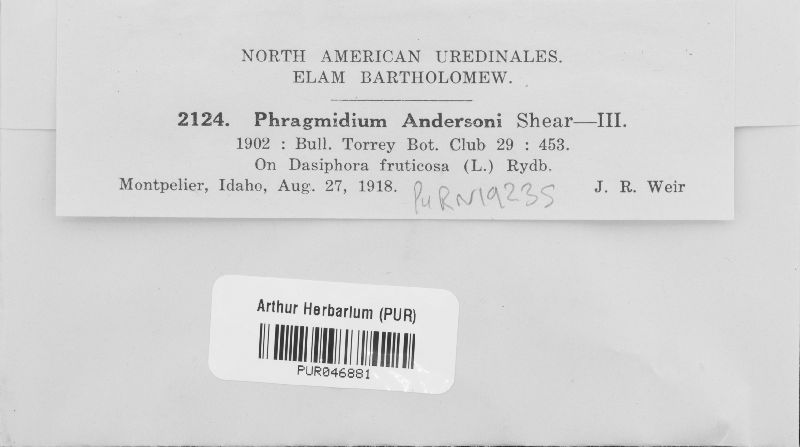 NORTH AMERICAN UREDINALES.
ELAM BARTHOLOMEW.
2124. Phragmidium Andersoni Shear—III.
1902 : Bull. Torrey Bot. Club 29 : 453.
On Dasiphora fruticosa (L.) Rydb.
Montpelier, Idaho, Aug. 27, 1918. J. R. Weir
PURN19235
Arthur Herbarium (PUR)
PUR046881